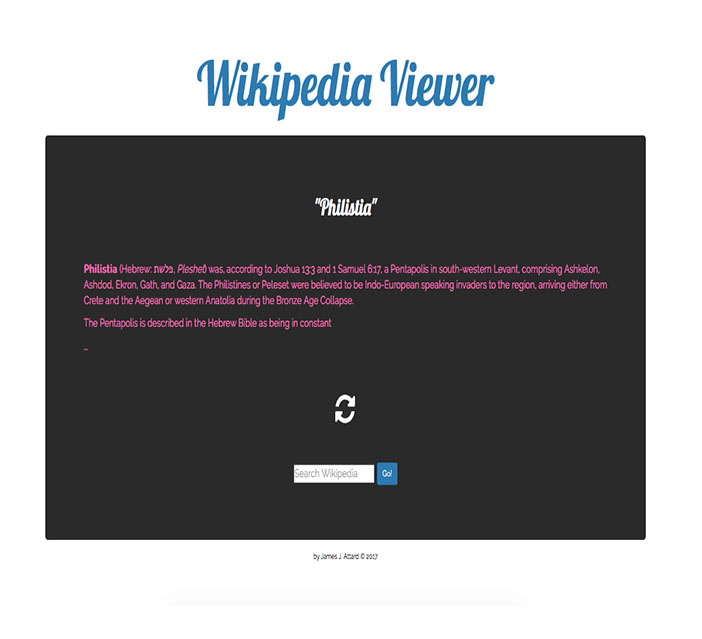 Wikipedia Viewer
"Philistia"
Philistia (Hebrew: פלשת, Pleshet) was, according to Joshua 13:3 and 1 Samuel 6:17, a Pentapolis in south-western Levant, comprising Ashkelon,
Ashdod, Ekron, Gath, and Gaza. The Philistines or Peleset were believed to be Indo-European speaking invaders to the region, arriving either from
Crete and the Aegean or western Anatolia during the Bronze Age Collapse.
The Pentapolis is described in the Hebrew Bible as being in constant
...
Search Wikipedia Go!
by James J. Attard © 2017